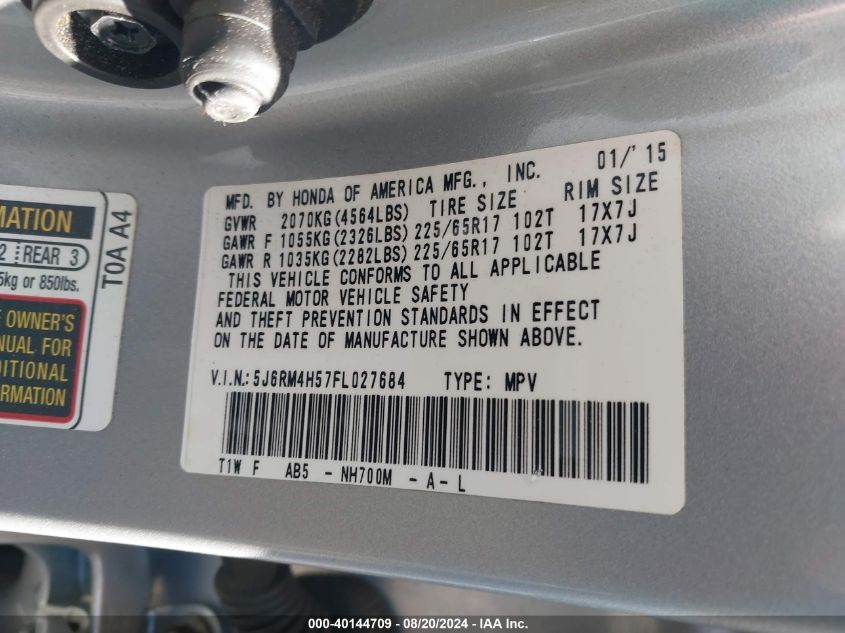 MATION
2 REAR 3
5kg or 850lbs.
OWNER'S
NUAL FOR
DITIONAL
FORMATION
T0A A4
MFD. BY HONDA OF AMERICA MFG., INC. 01/'15
GVWR 2070KG(4564LBS) TIRE SIZE RIM SIZE
GAWR F 1055KG(2326LBS) 225/65R17 102T 17X7J
GAWR R 1035KG(2282LBS) 225/65R17 102T 17X7J
THIS VEHICLE CONFORMS TO ALL APPLICABLE
FEDERAL MOTOR VEHICLE SAFETY
AND THEFT PREVENTION STANDARDS IN EFFECT
ON THE DATE OF MANUFACTURE SHOWN ABOVE.
V.I.N.: 5J6RM4H57FL027684 TYPE: MPV
T1W F AB5 - NH700M - A - L
000-40144709 - 08/20/2024 - IAA Inc.